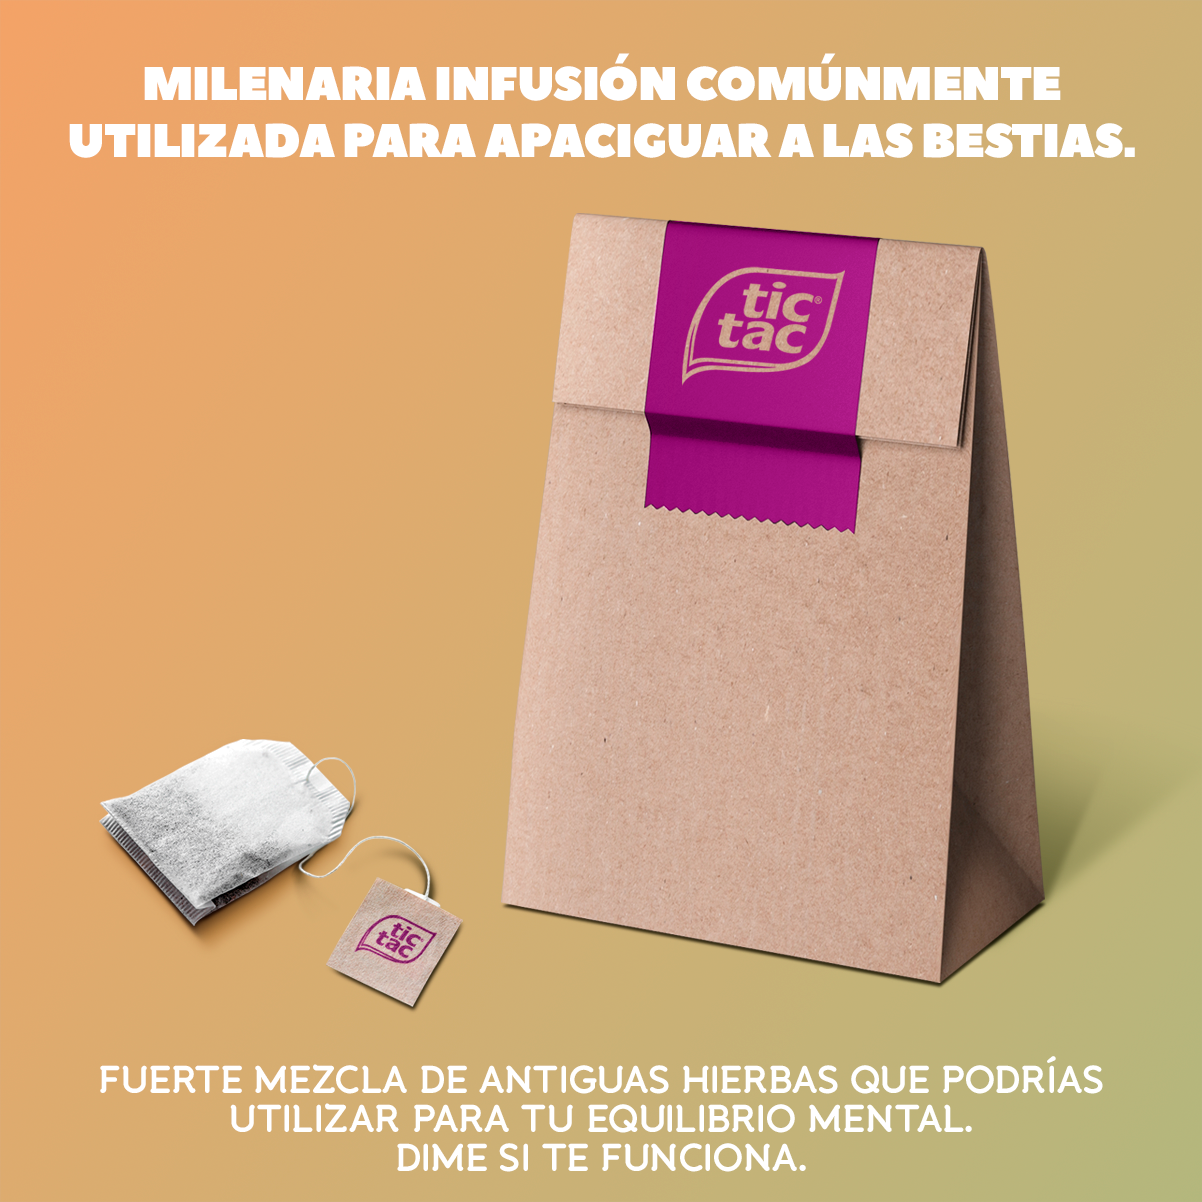 MILENARIA INFUSIÓN COMÚNMENTE
UTILIZADA PARA APACIGUAR A LAS BESTIAS.
tic®
tac
tic
tac
FUERTE MEZCLA DE ANTIGUAS HIERBAS QUE PODRÍAS
UTILIZAR PARA TU EQUILIBRIO MENTAL.
DIME SI TE FUNCIONA.